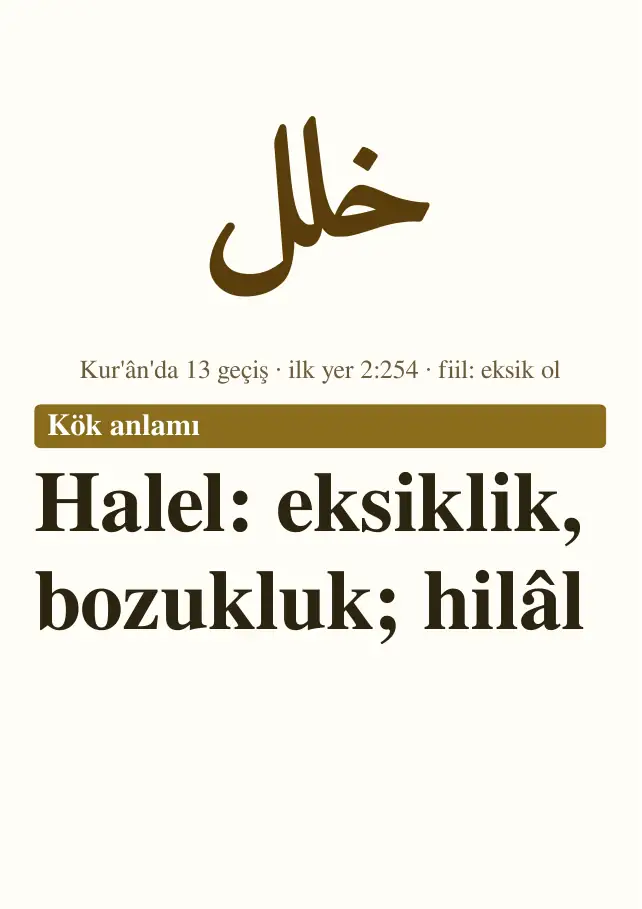 خلل
Kur'ân'da 13 geçiş · ilk yer 2:254 · fiil: eksik ol
Kök anlamı
Halel: eksiklik,
bozukluk; hilâl